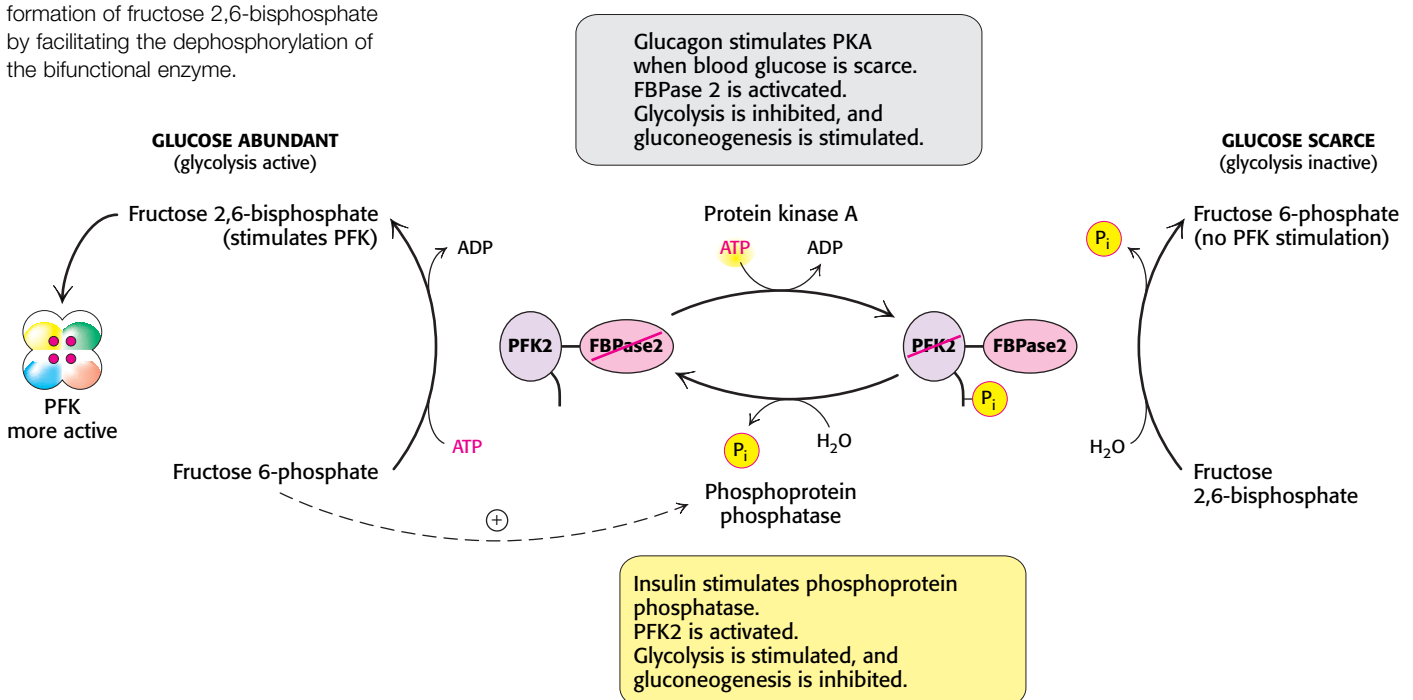 formation of fructose 2,6-bisphosphate
by facilitating the dephosphorylation of
the bifunctional enzyme.
Glucagon stimulates PKA
when blood glucose is scarce.
FBPase 2 is activcated.
Glycolysis is inhibited, and
gluconeogenesis is stimulated.
GLUCOSE ABUNDANT
(glycolysis active)
GLUCOSE SCARCE
(glycolysis inactive)
Fructose 2,6-bisphosphate
(stimulates PFK)
ADP
PFK
more active
ATP
Fructose 6-phosphate
Protein kinase A
ATP
ADP
PFK2
FBPase2
PFK2
FBPase2
Pi
Pi
H2O
Phosphoprotein
phosphatase
+
Fructose 6-phosphate
(no PFK stimulation)
Pi
H2O
Fructose
2,6-bisphosphate
Insulin stimulates phosphoprotein
phosphatase.
PFK2 is activated.
Glycolysis is stimulated, and
gluconeogenesis is inhibited.